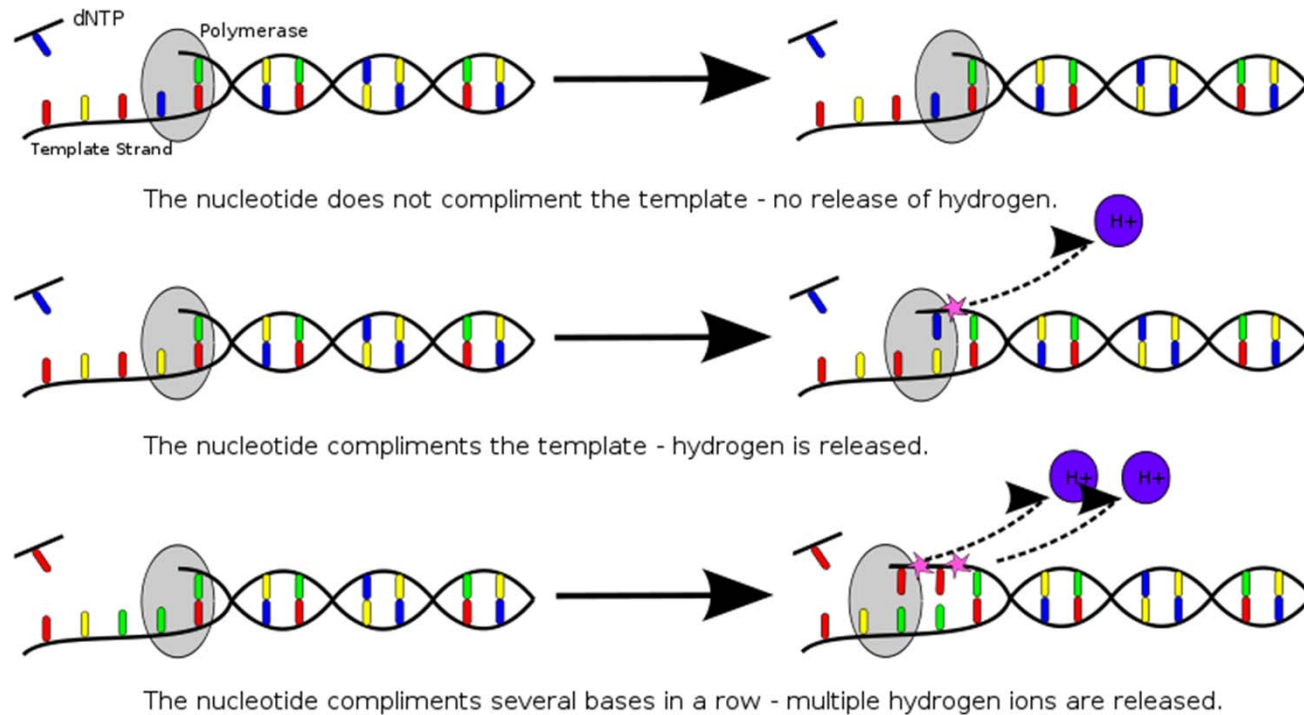 dNTP
Polymerase
Template Strand
The nucleotide does not compliment the template - no release of hydrogen.
H+
The nucleotide compliments the template - hydrogen is released.
H+
H+
The nucleotide compliments several bases in a row - multiple hydrogen ions are released.